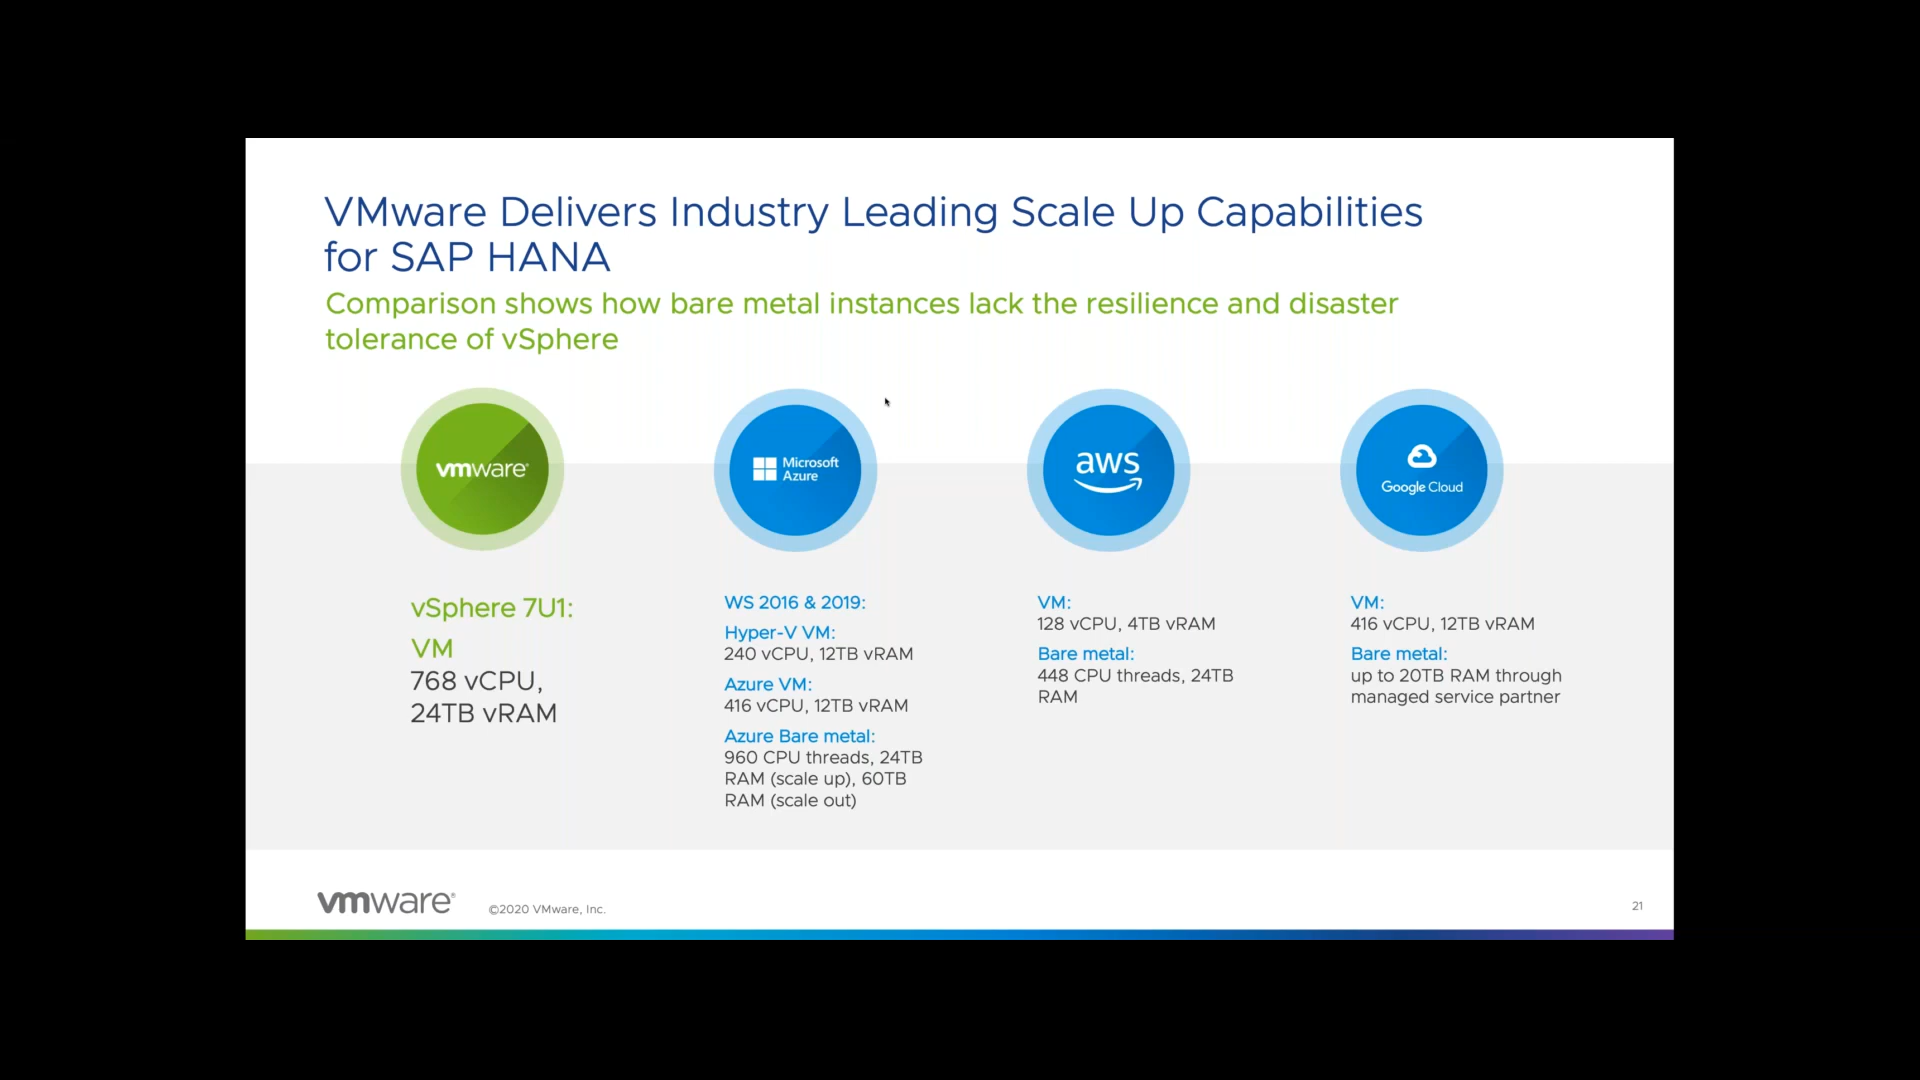 VMware Delivers Industry Leading Scale Up Capabilities
for SAP HANA
Comparison shows how bare metal instances lack the resilience and disaster
tolerance of vSphere
vmware®
Microsoft
Azure
aws
Google Cloud
vSphere 7U1:
VM
768 vCPU,
24TB vRAM
WS 2016 & 2019:
Hyper-V VM:
240 vCPU, 12TB vRAM
Azure VM:
416 vCPU, 12TB vRAM
Azure Bare metal:
960 CPU threads, 24TB
RAM (scale up), 60TB
RAM (scale out)
VM:
128 vCPU, 4TB vRAM
Bare metal:
448 CPU threads, 24TB
RAM
VM:
416 vCPU, 12TB vRAM
Bare metal:
up to 20TB RAM through
managed service partner
vmware®
©2020 VMware, Inc.
21